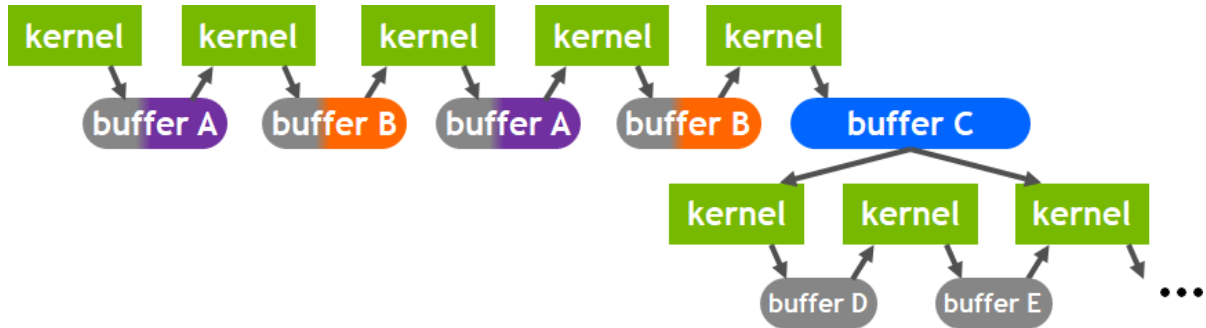 kernel kernel kernel kernel kernel
buffer A buffer B buffer A buffer B buffer C
kernel kernel kernel
buffer D buffer E
...